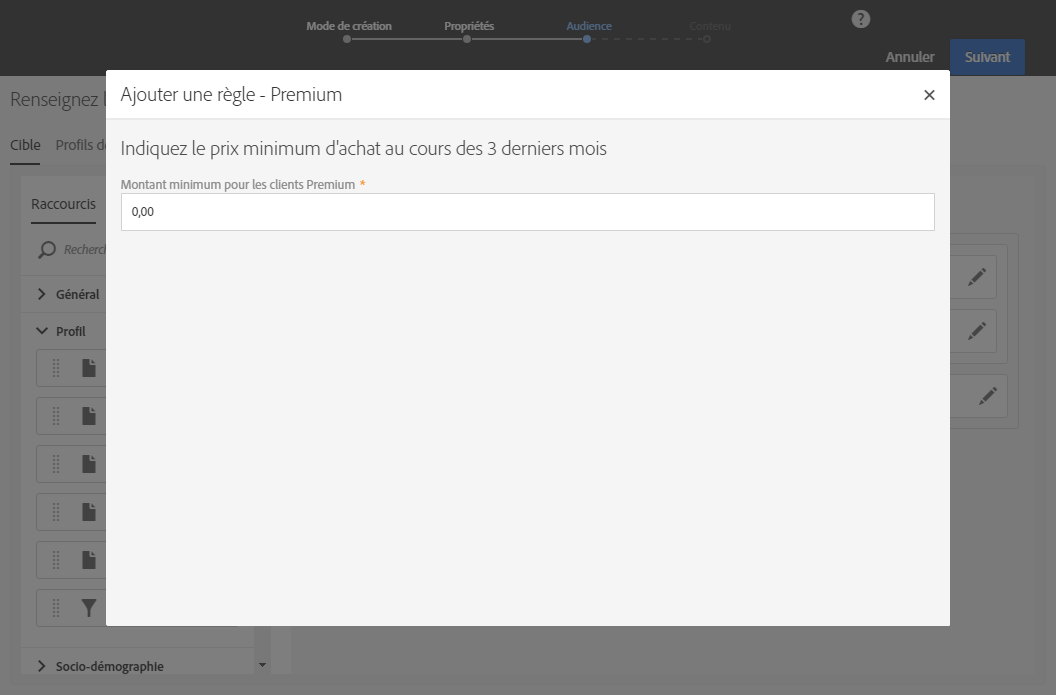 Mode de création
Propriétés
Audience
Contenu
?
Annuler
Suivant
Renseignez
Ajouter une règle - Premium
Cible
Profils
Indiquez le prix minimum d'achat au cours des 3 derniers mois
Montant minimum pour les clients Premium *
0,00
Raccourcis
Général
Profil
Socio-démographie